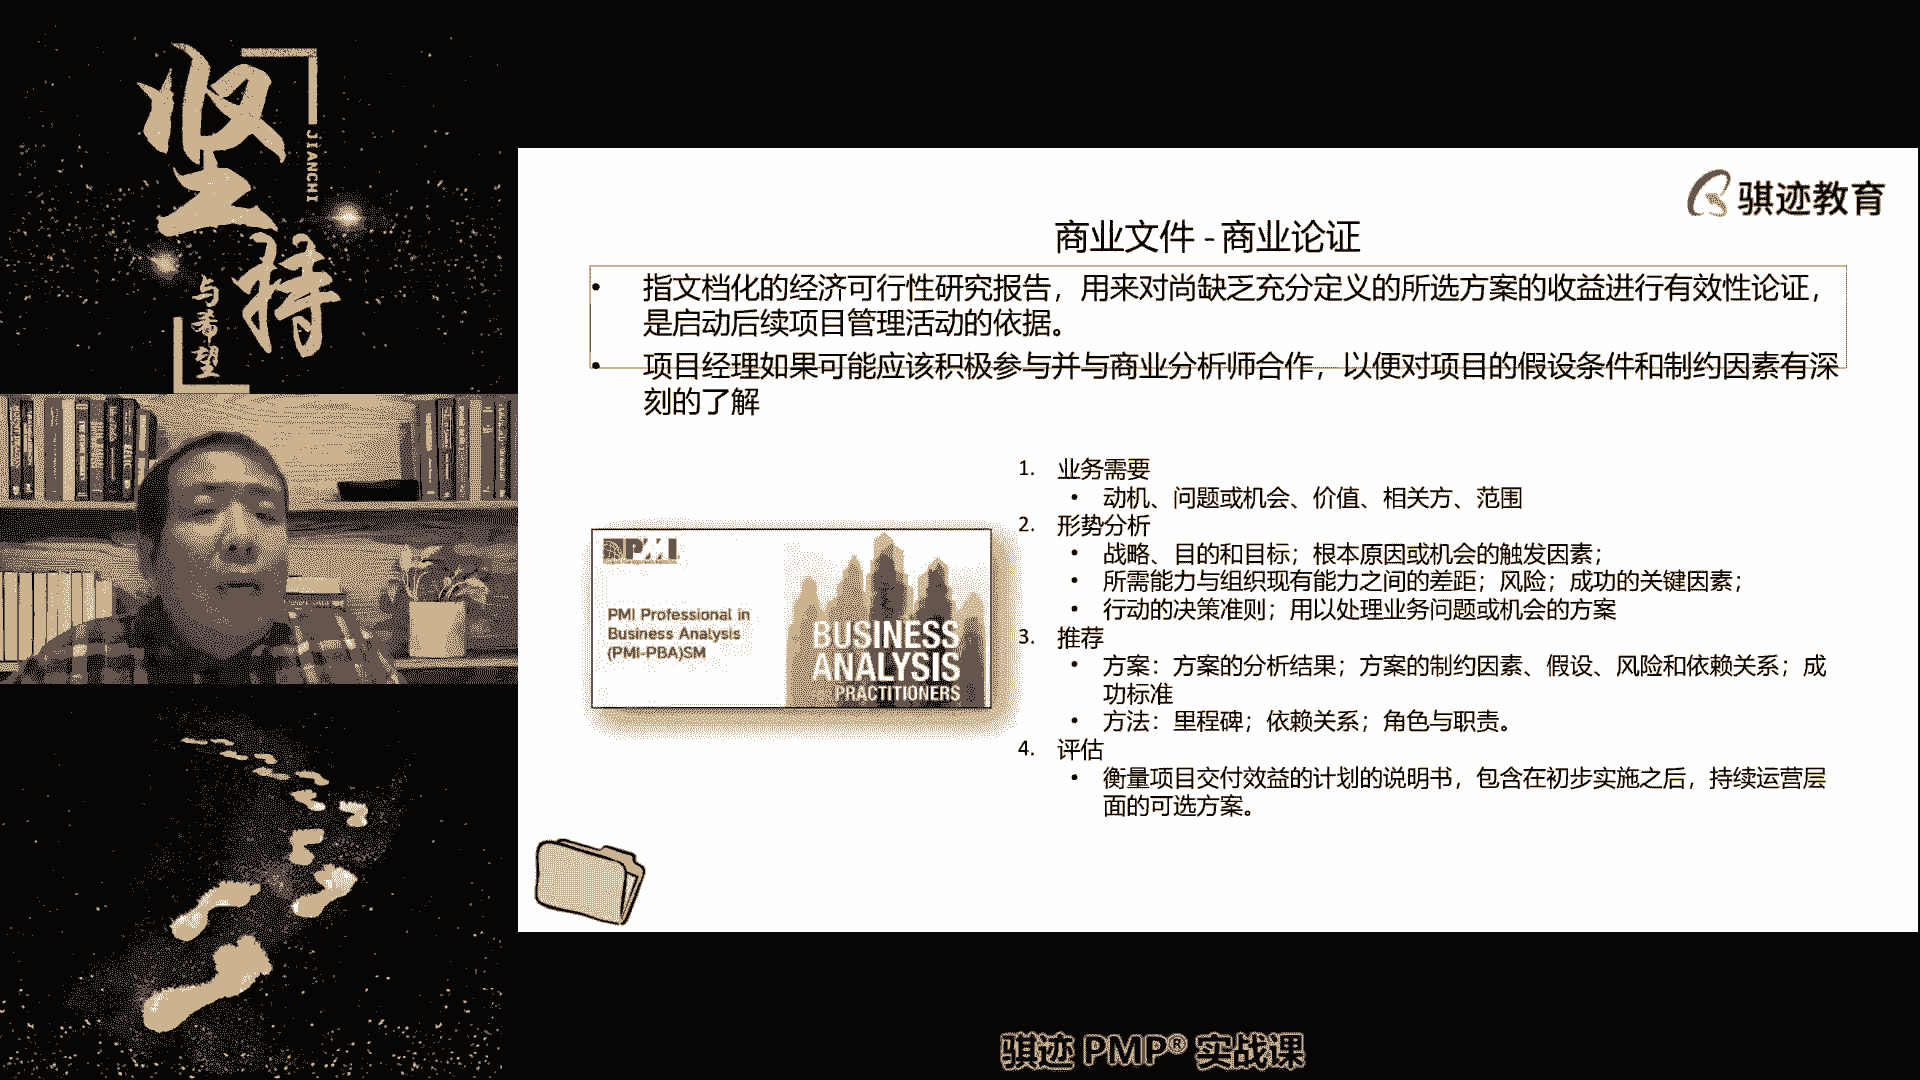 坚持
JIANCHI
与希望
骐迹教育
商业文件 - 商业论证
• 指文档化的经济可行性研究报告，用来对尚缺乏充分定义的所选方案的收益进行有效性论证，
是启动后续项目管理活动的依据。
• 项目经理如果可能应该积极参与并与商业分析师合作，以便对项目的假设条件和制约因素有深
刻的了解
PMI
PMI Professional in
Business Analysis
(PMI-PBA)SM
BUSINESS
ANALYSIS
PRACTITIONERS
1. 业务需要
• 动机、问题或机会、价值、相关方、范围
2. 形势分析
• 战略、目的和目标；根本原因或机会的触发因素；
• 所需能力与组织现有能力之间的差距；风险；成功的关键因素；
• 行动的决策准则；用以处理业务问题或机会的方案
3. 推荐
• 方案：方案的分析结果；方案的制约因素、假设、风险和依赖关系；成
功标准
• 方法：里程碑；依赖关系；角色与职责。
4. 评估
• 衡量项目交付效益的计划的说明书，包含在初步实施之后，持续运营层
面的可选方案。
骐迹 PMP® 实战课